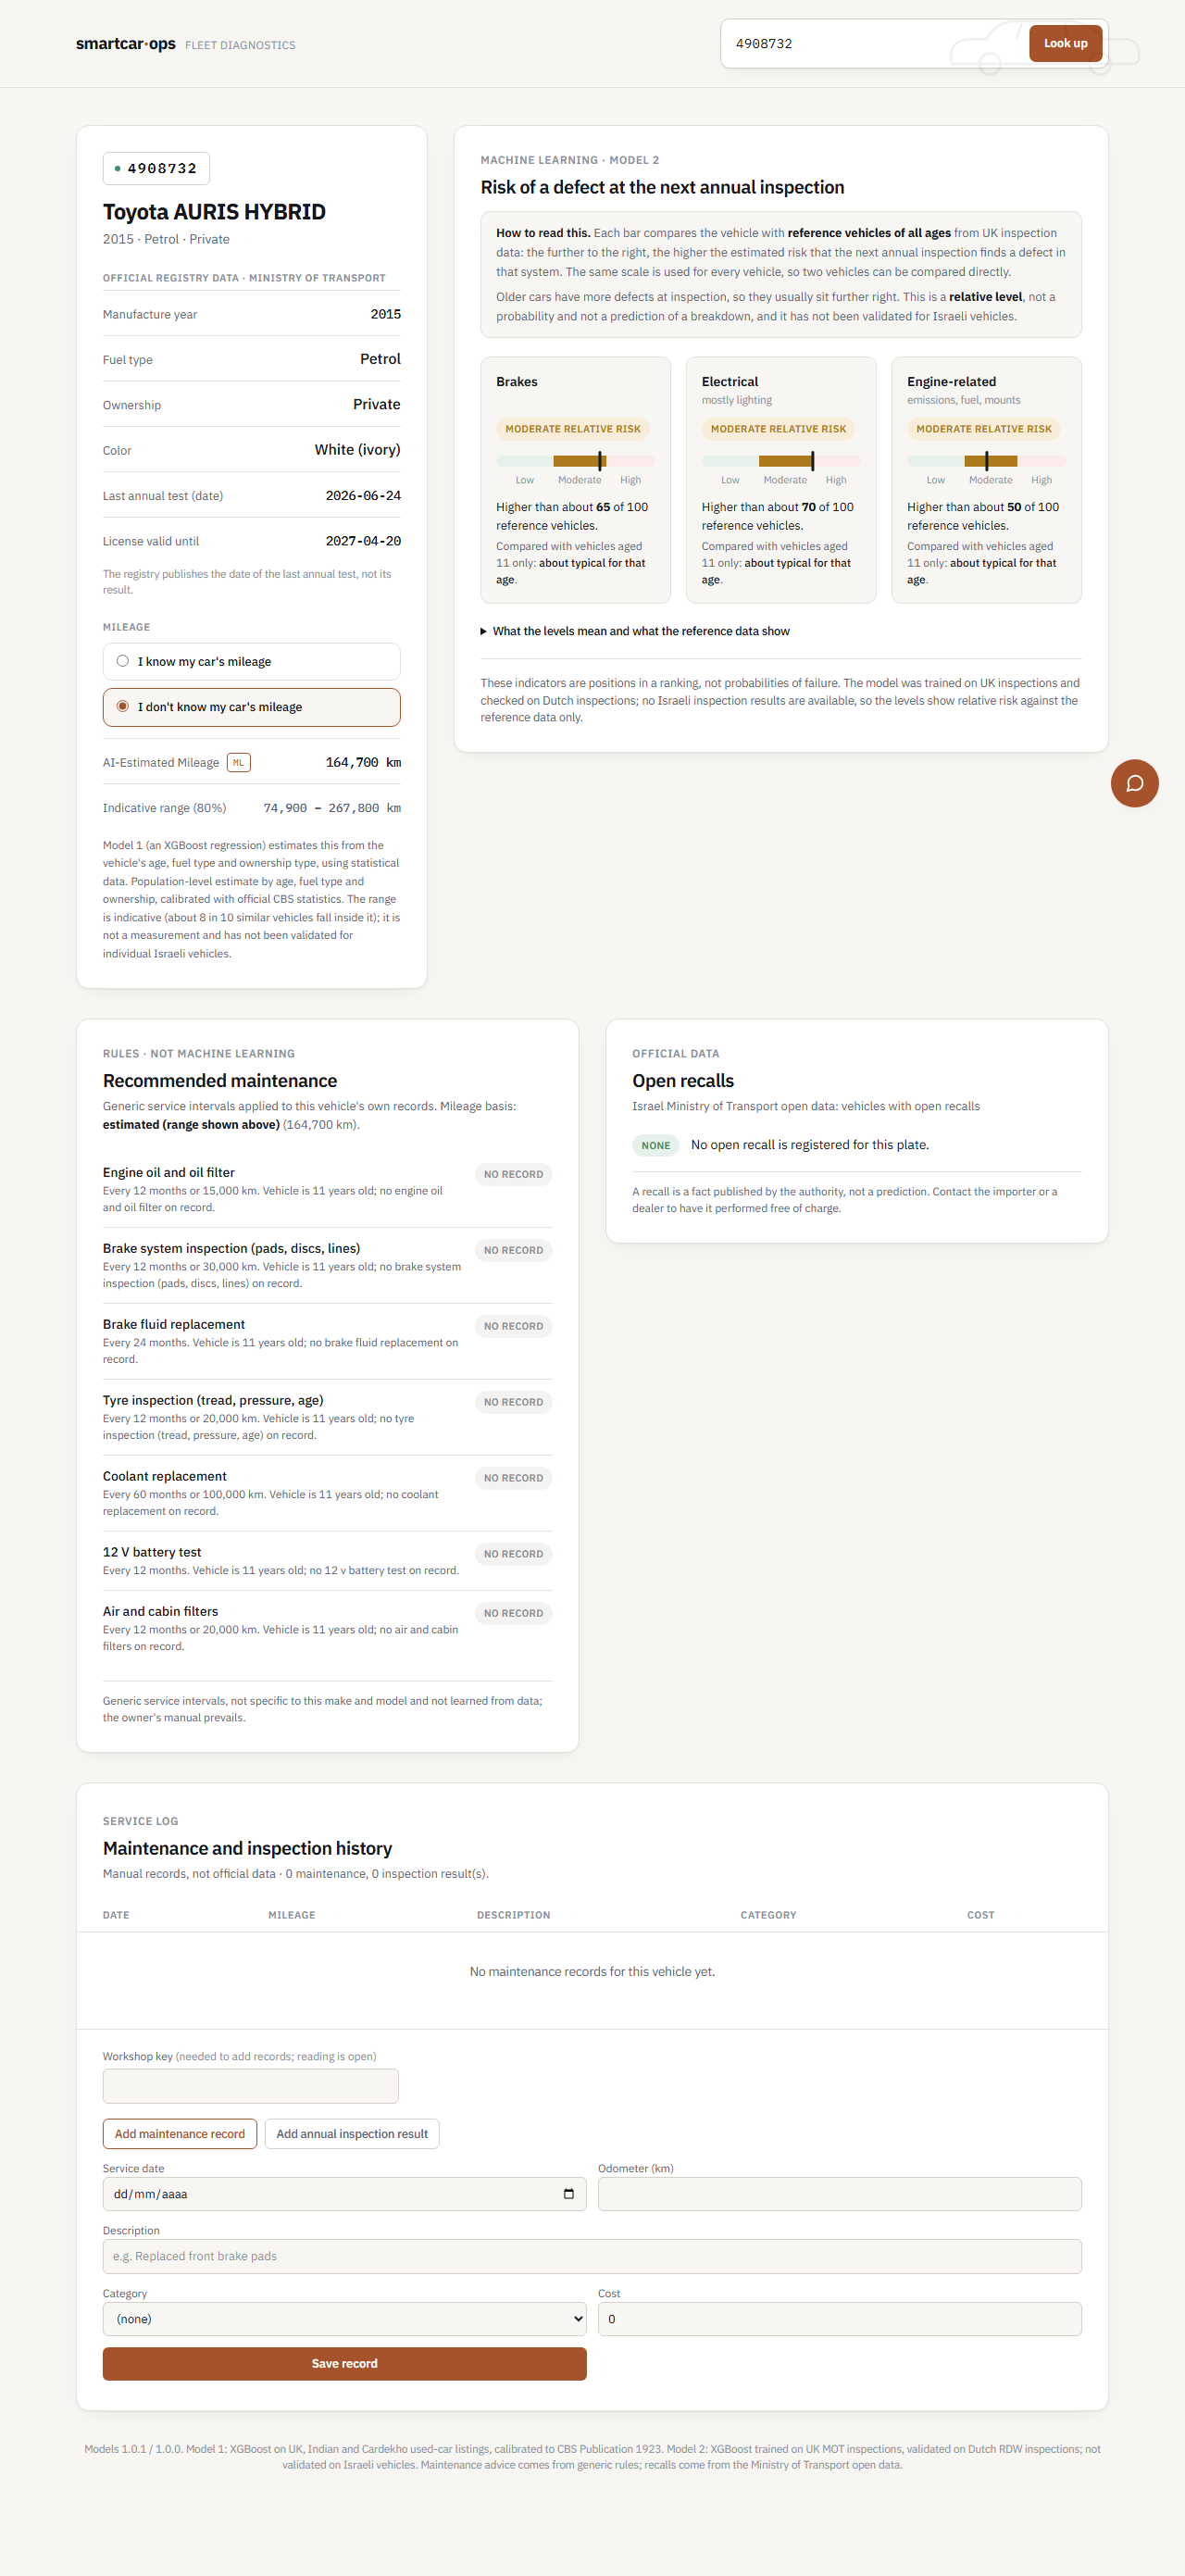 smartcar·ops FLEET DIAGNOSTICS
4908732
Look up
4908732
Toyota AURIS HYBRID
2015 · Petrol · Private
OFFICIAL REGISTRY DATA · MINISTRY OF TRANSPORT
Manufacture year 2015
Fuel type Petrol
Ownership Private
Color White (ivory)
Last annual test (date) 2026-06-24
License valid until 2027-04-20
The registry publishes the date of the last annual test, not its
result.
MILEAGE
I know my car's mileage
I don't know my car's mileage
AI-Estimated Mileage ML 164,700 km
Indicative range (80%) 74,900 – 267,800 km
Model 1 (an XGBoost regression) estimates this from the
vehicle's age, fuel type and ownership type, using statistical
data. Population-level estimate by age, fuel type and
ownership, calibrated with official CBS statistics. The range
is indicative (about 8 in 10 similar vehicles fall inside it); it is
not a measurement and has not been validated for
individual Israeli vehicles.
MACHINE LEARNING · MODEL 2
Risk of a defect at the next annual inspection
How to read this. Each bar compares the vehicle with reference vehicles of all ages from UK inspection
data: the further to the right, the higher the estimated risk that the next annual inspection finds a defect in
that system. The same scale is used for every vehicle, so two vehicles can be compared directly.
Older cars have more defects at inspection, so they usually sit further right. This is a relative level, not a
probability and not a prediction of a breakdown, and it has not been validated for Israeli vehicles.
Brakes
MODERATE RELATIVE RISK
Low Moderate High
Higher than about 65 of 100
reference vehicles.
Compared with vehicles aged
11 only: about typical for that
age.
Electrical
mostly lighting
MODERATE RELATIVE RISK
Low Moderate High
Higher than about 70 of 100
reference vehicles.
Compared with vehicles aged
11 only: about typical for that
age.
Engine-related
emissions, fuel, mounts
MODERATE RELATIVE RISK
Low Moderate High
Higher than about 50 of 100
reference vehicles.
Compared with vehicles aged
11 only: about typical for that
age.
What the levels mean and what the reference data show
These indicators are positions in a ranking, not probabilities of failure. The model was trained on UK inspections and
checked on Dutch inspections; no Israeli inspection results are available, so the levels show relative risk against the
reference data only.
RULES · NOT MACHINE LEARNING
Recommended maintenance
Generic service intervals applied to this vehicle's own records. Mileage basis:
estimated (range shown above) (164,700 km).
Engine oil and oil filter NO RECORD
Every 12 months or 15,000 km. Vehicle is 11 years old; no engine oil
and oil filter on record.
Brake system inspection (pads, discs, lines) NO RECORD
Every 12 months or 30,000 km. Vehicle is 11 years old; no brake system
inspection (pads, discs, lines) on record.
Brake fluid replacement NO RECORD
Every 24 months. Vehicle is 11 years old; no brake fluid replacement on
record.
Tyre inspection (tread, pressure, age) NO RECORD
Every 12 months or 20,000 km. Vehicle is 11 years old; no tyre
inspection (tread, pressure, age) on record.
Coolant replacement NO RECORD
Every 60 months or 100,000 km. Vehicle is 11 years old; no coolant
replacement on record.
12 V battery test NO RECORD
Every 12 months. Vehicle is 11 years old; no 12 v battery test on record.
Air and cabin filters NO RECORD
Every 12 months or 20,000 km. Vehicle is 11 years old; no air and cabin
filters on record.
Generic service intervals, not specific to this make and model and not learned from data;
the owner's manual prevails.
OFFICIAL DATA
Open recalls
Israel Ministry of Transport open data: vehicles with open recalls
NONE No open recall is registered for this plate.
A recall is a fact published by the authority, not a prediction. Contact the importer or a
dealer to have it performed free of charge.
SERVICE LOG
Maintenance and inspection history
Manual records, not official data · 0 maintenance, 0 inspection result(s).
DATE MILEAGE DESCRIPTION CATEGORY COST
No maintenance records for this vehicle yet.
Workshop key (needed to add records; reading is open)
Add maintenance record Add annual inspection result
Service date Odometer (km)
dd/mm/aaaa
Description
e.g. Replaced front brake pads
Category Cost
(none) 0
Save record
Models 1.0.1 / 1.0.0. Model 1: XGBoost on UK, Indian and Cardekho used-car listings, calibrated to CBS Publication 1923. Model 2: XGBoost trained on UK MOT inspections, validated on Dutch RDW inspections; not
validated on Israeli vehicles. Maintenance advice comes from generic rules; recalls come from the Ministry of Transport open data.